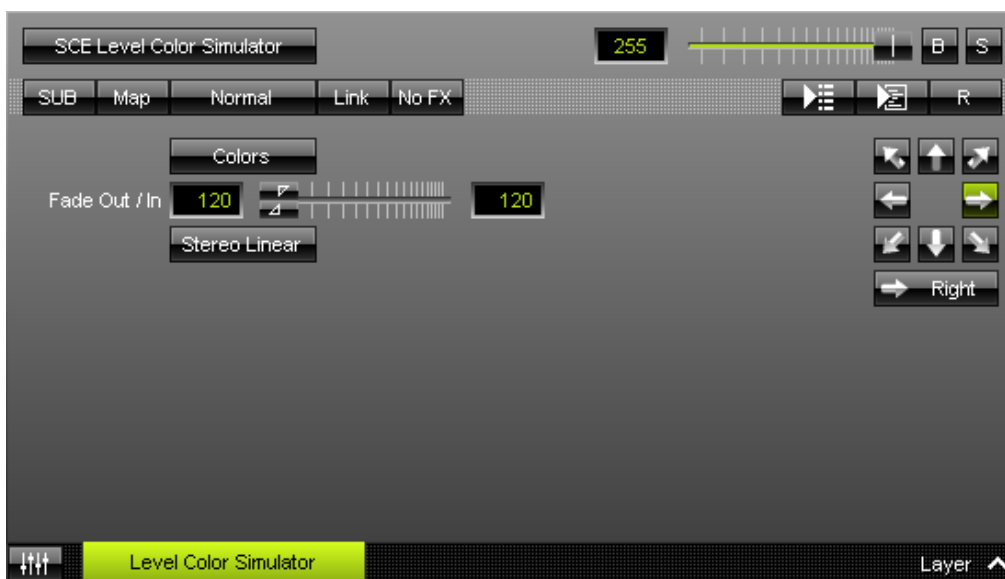 SCE Level Color Simulator 255 B S
SUB Map Normal Link No FX R
Colors
Fade Out / In 120 120
Stereo Linear
Right
Level Color Simulator Layer